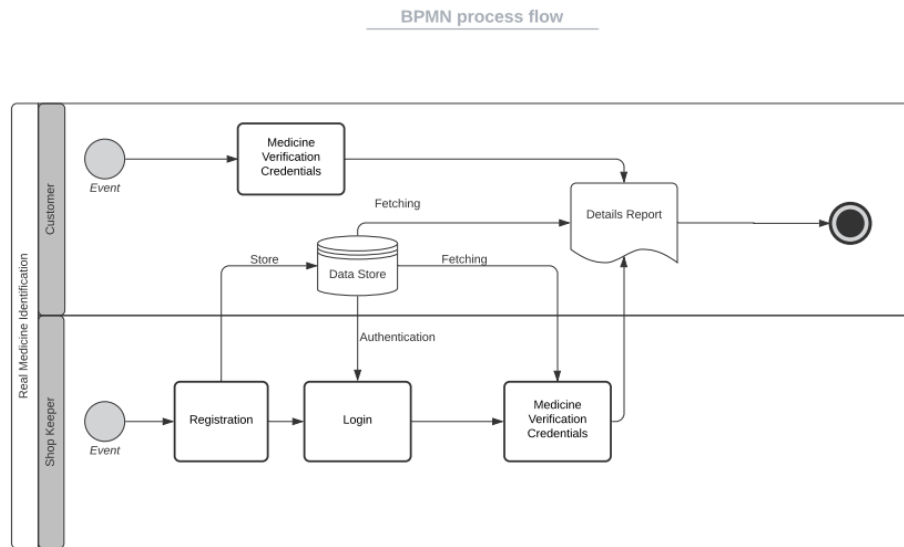 BPMN process flow
Real Medicine Identification
Customer
Event
Medicine
Verification
Credentials
Fetching
Details Report
Store
Data Store
Fetching
Authentication
Shop Keeper
Event
Registration
Login
Medicine
Verification
Credentials